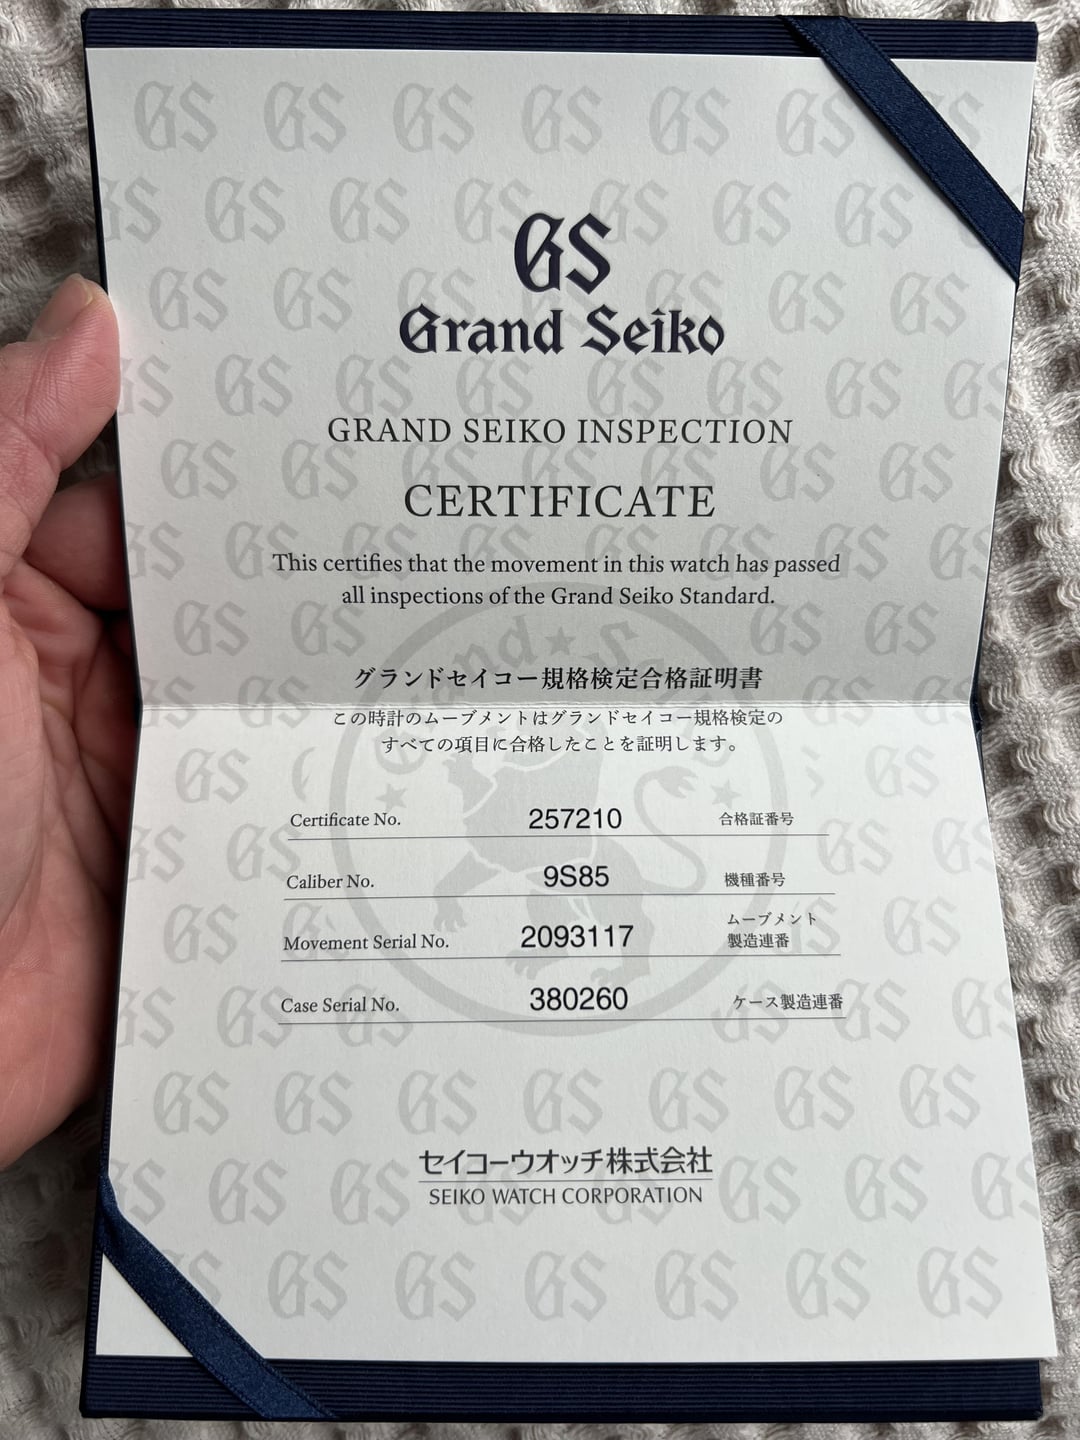 GS
Grand Seiko
GRAND SEIKO INSPECTION
CERTIFICATE
This certifies that the movement in this watch has passed
all inspections of the Grand Seiko Standard.
グランドセイコー規格検定合格証明書
この時計のムーブメントはグランドセイコー規格検定の
すべての項目に合格したことを証明します。
Certificate No. 257210 合格証番号
Caliber No. 9S85 機種番号
Movement Serial No. 2093117 ムーブメント
製造連番
Case Serial No. 380260 ケース製造連番
セイコーウオッチ株式会社
SEIKO WATCH CORPORATION